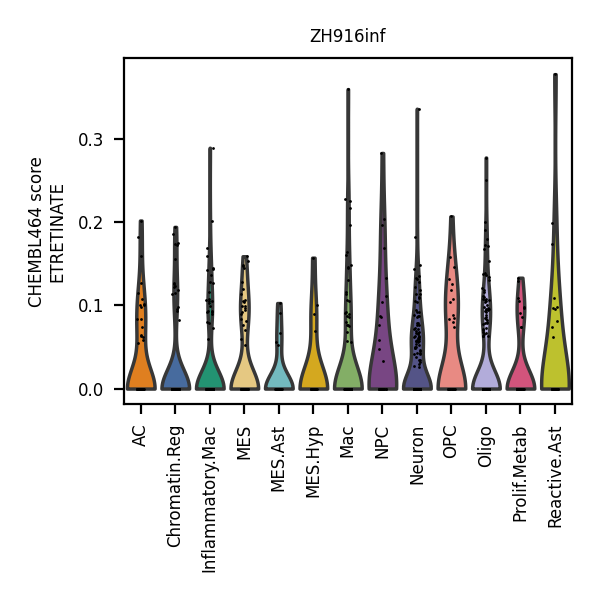 ZH916inf
CHEMBL464 score
ETRETINATE
0.3
0.2
0.1
0.0
AC
Chromatin.Reg
Inflammatory.Mac
MES
MES.Ast
MES.Hyp
Mac
NPC
Neuron
OPC
Oligo
Prolif.Metab
Reactive.Ast